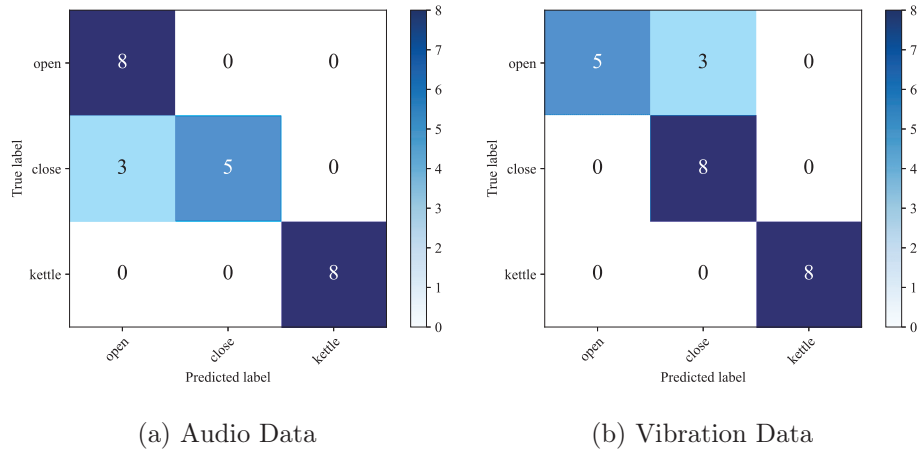 open
close
kettle
True label
8 0 0
3 5 0
0 0 8
open close kettle
Predicted label
8
7
6
5
4
3
2
1
0
(a) Audio Data
open
close
kettle
True label
5 3 0
0 8 0
0 0 8
open close kettle
Predicted label
8
7
6
5
4
3
2
1
0
(b) Vibration Data